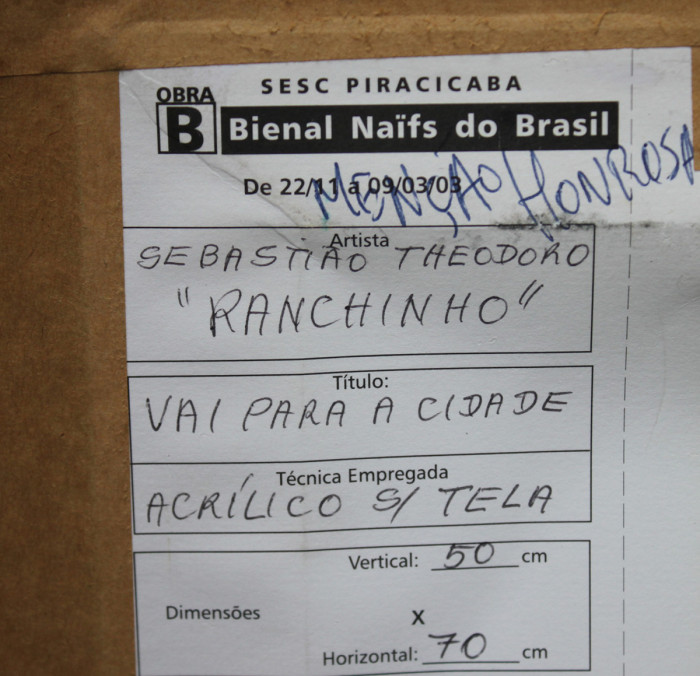 SESC PIRACICABA
OBRA
B
Bienal Naïfs do Brasil
De 22/11 a 09/03/03
MENÇÃO HONROSA
Artista
SEBASTIÃO THEODORO
"RANCHINHO"
Título:
VAI PARA A CIDADE
Técnica Empregada
ACRÍLICO S/ TELA
Vertical: 50 cm
Dimensões X
Horizontal: 70 cm